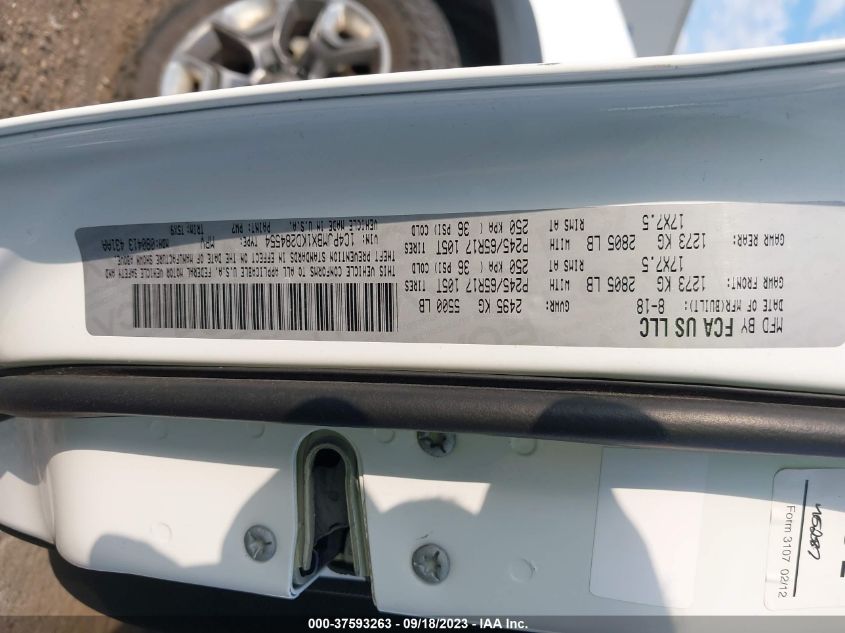 MFD BY FCA US LLC
DATE OF MFR(BUILT): 8-18 GVWR: 2495 KG 5500 LB
GAWR FRONT: 1273 KG 2805 LB WITH P245/65R17 105T TIRES
17X7.5 RIMS AT 250 KPA ( 36 PSI) COLD
GAWR REAR: 1273 KG 2805 LB WITH P245/65R17 105T TIRES
17X7.5 RIMS AT 250 KPA ( 36 PSI) COLD
THIS VEHICLE CONFORMS TO ALL APPLICABLE U.S.A. FEDERAL MOTOR VEHICLE SAFETY AND
THEFT PREVENTION STANDARDS IN EFFECT ON THE DATE OF MANUFACTURE SHOWN ABOVE
VIN: 1C4PJMBX1KD284554 TYPE: MPV MDH:080413 431AA
VEHICLE MADE IN U.S.A. PAINT: PW7 TRIM: TSX9
Form 3107 02/12
000-37593263 - 09/18/2023 - IAA Inc.